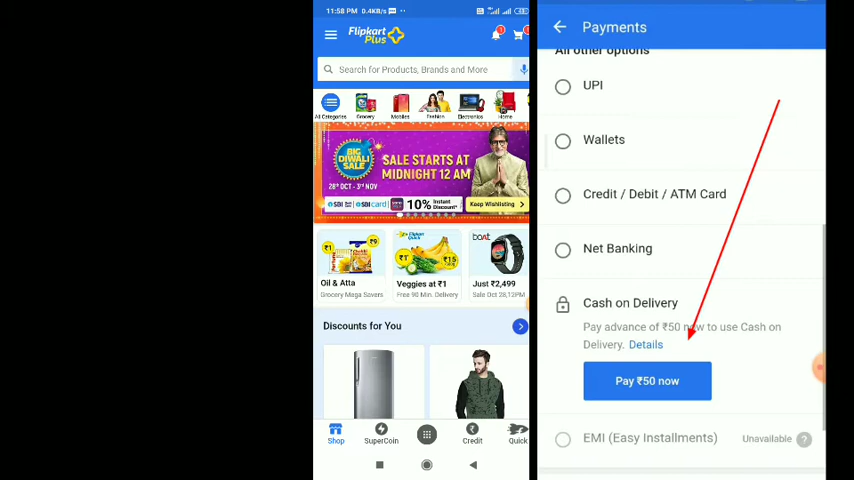 11:58 PM 0.4KB/s
Flipkart
Plus
Search for Products, Brands and More
All Categories Grocery Mobiles Fashion Electronics Home
BIG
DIWALI
SALE
28TH OCT - 3RD NOV
SALE STARTS AT
MIDNIGHT 12 AM
SBI card 10% Instant Discount*
Keep Wishlisting
₹1 ₹9
Oil & Atta
Grocery Mega Savers
Flipkart Quick
₹1 ₹15
Veggies at ₹1
Free 90 Min. Delivery
boAt
Just ₹2,499
Sale Oct 28,12PM
Discounts for You
Shop SuperCoin Credit Quick
Payments
All other options
UPI
Wallets
Credit / Debit / ATM Card
Net Banking
Cash on Delivery
Pay advance of ₹50 now to use Cash on
Delivery. Details
Pay ₹50 now
EMI (Easy Installments) Unavailable ?